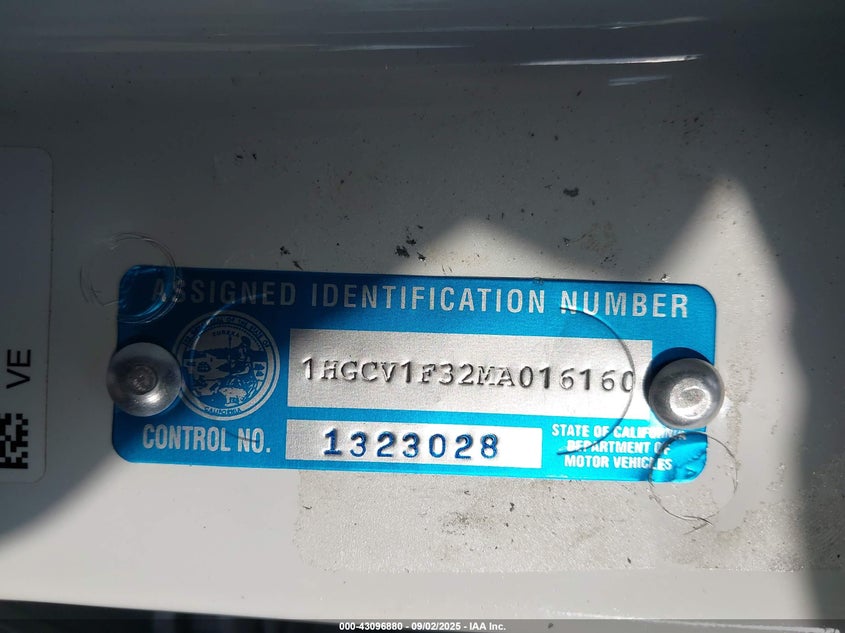 VE
ASSIGNED IDENTIFICATION NUMBER
EUREKA
1HGCV1F32MA016160
CONTROL NO. 1323028
STATE OF CALIFORNIA
DEPARTMENT OF
MOTOR VEHICLES
000-43096880 - 09/02/2025 - IAA Inc.